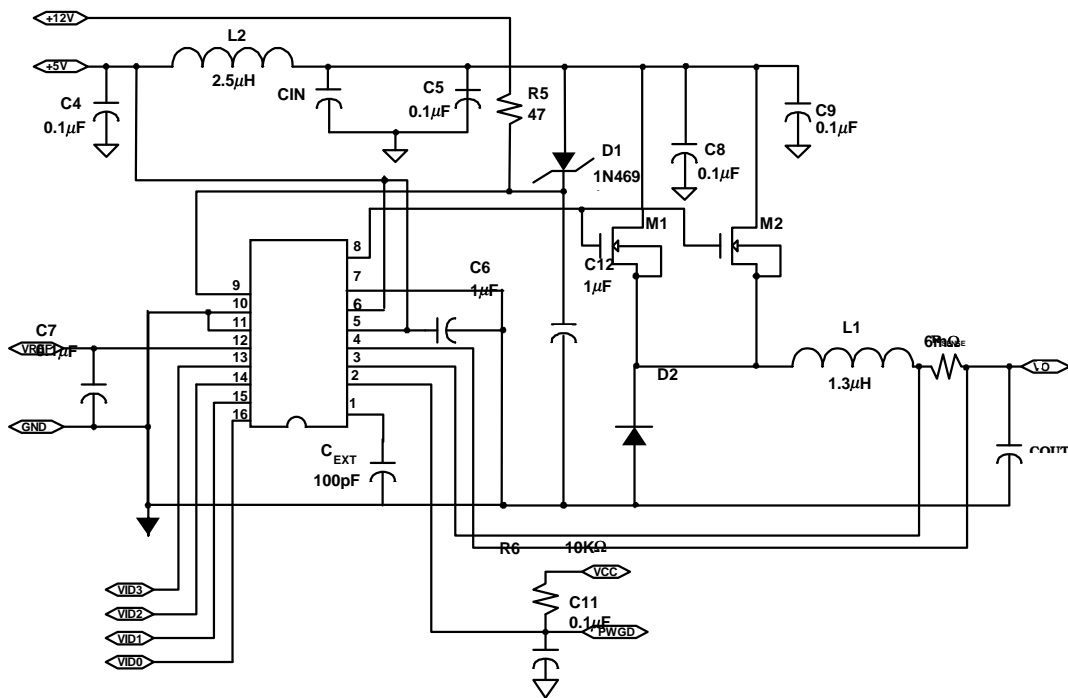 +12V
L2
+5V
2.5µH
C4
0.1µF
CIN
C5
0.1µF
R5
47
C9
0.1µF
D1
1N469
C8
0.1µF
M1
M2
C12
1µF
8
7
6
5
4
3
2
1
9
10
11
12
13
14
15
16
C6
1µF
C7
0.1µF
GND
L1
1.3µH
D2
VO
COUT
C
EXT
100pF
R6
10KΩ
VCC
C11
0.1µF
PWGD
VID3
VID2
VID1
VID0